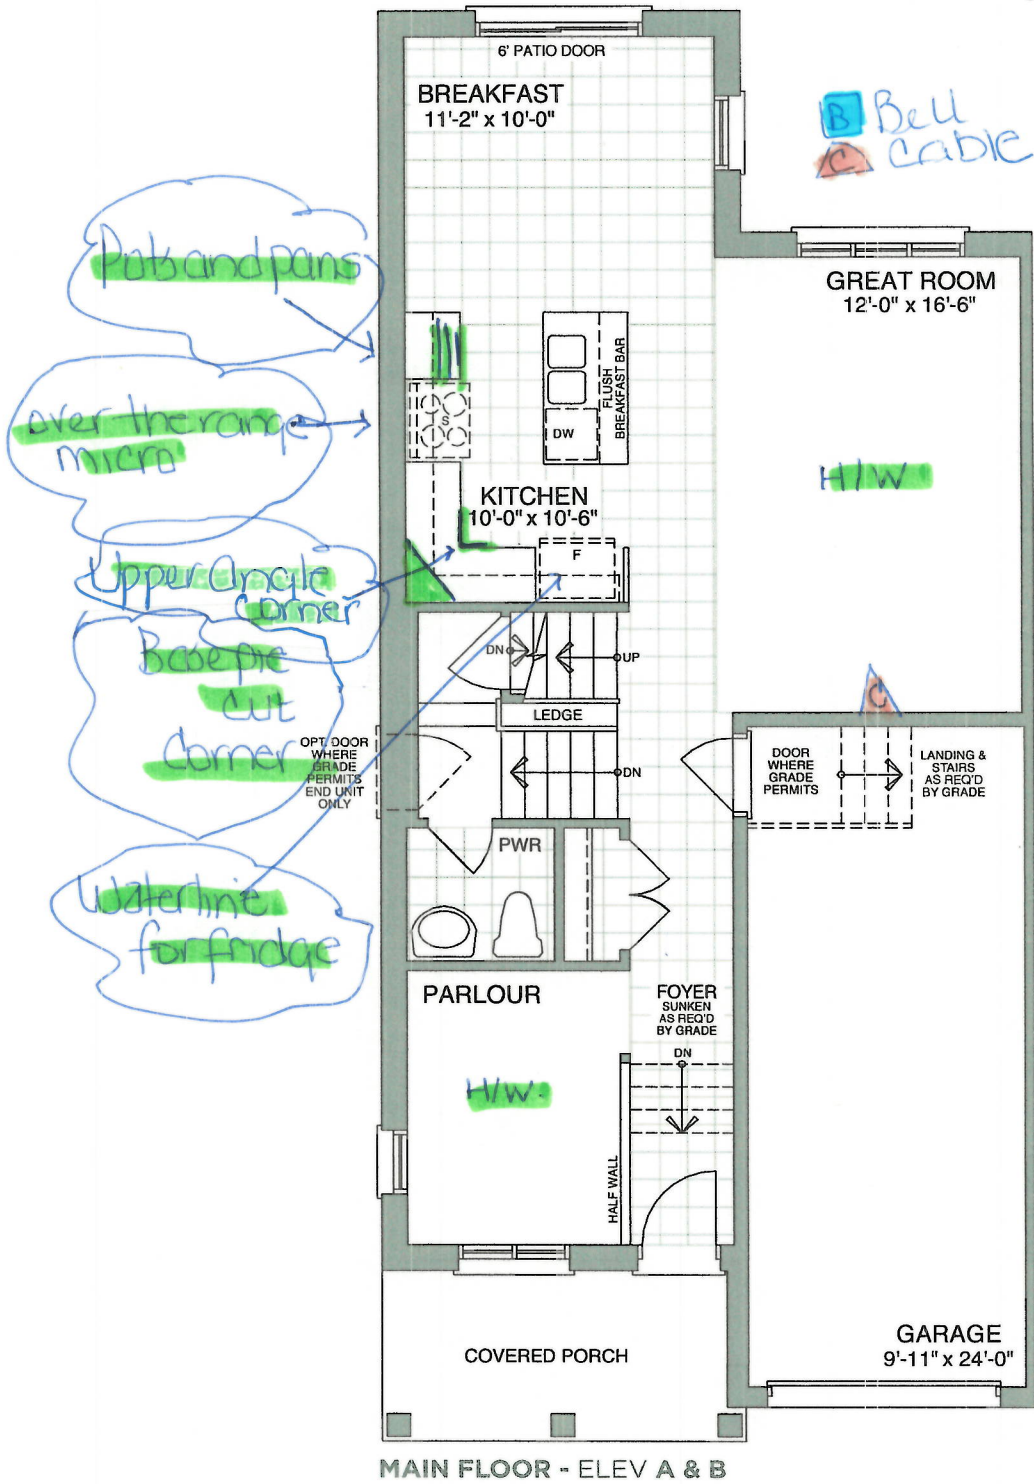 6' PATIO DOOR
BREAKFAST
11'-2" x 10'-0"
B Bell
C Cable
Pots and pans
GREAT ROOM
12'-0" x 16'-6"
FLUSH
BREAKFAST BAR
over the range
micro
S
DW
H/W
KITCHEN
10'-0" x 10'-6"
F
Upper Angle
corner
Base pie
cut
Corner
DN
UP
LEDGE
C
OPT. DOOR
WHERE
GRADE
PERMITS
END UNIT
ONLY
DN
DOOR
WHERE
GRADE
PERMITS
LANDING &
STAIRS
AS REQ'D
BY GRADE
PWR
Waterline
for fridge
PARLOUR
FOYER
SUNKEN
AS REQ'D
BY GRADE
DN
H/W.
HALF WALL
COVERED PORCH
GARAGE
9'-11" x 24'-0"
MAIN FLOOR - ELEV A & B